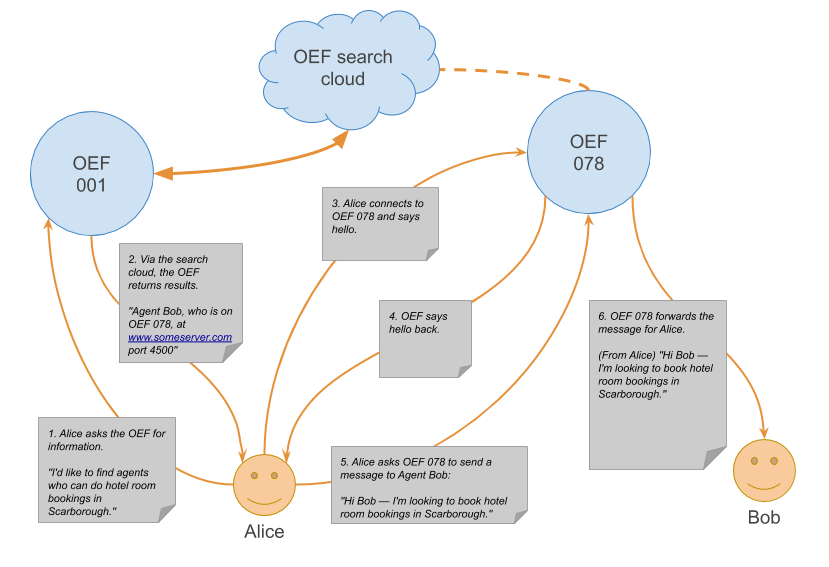 OEF search
cloud
OEF
001
OEF
078
3. Alice connects to
OEF 078 and says
hello.
2. Via the search
cloud, the OEF
returns results.
"Agent Bob, who is on
OEF 078, at
www.someserver.com
port 4500"
4. OEF says
hello back.
6. OEF 078 forwards the
message for Alice.
(From Alice) "Hi Bob —
I'm looking to book hotel
room bookings in
Scarborough."
1. Alice asks the OEF for
information.
"I'd like to find agents
who can do hotel room
bookings in
Scarborough."
5. Alice asks OEF 078 to send a
message to Agent Bob:
"Hi Bob — I'm looking to book hotel
room bookings in Scarborough."
Alice
Bob